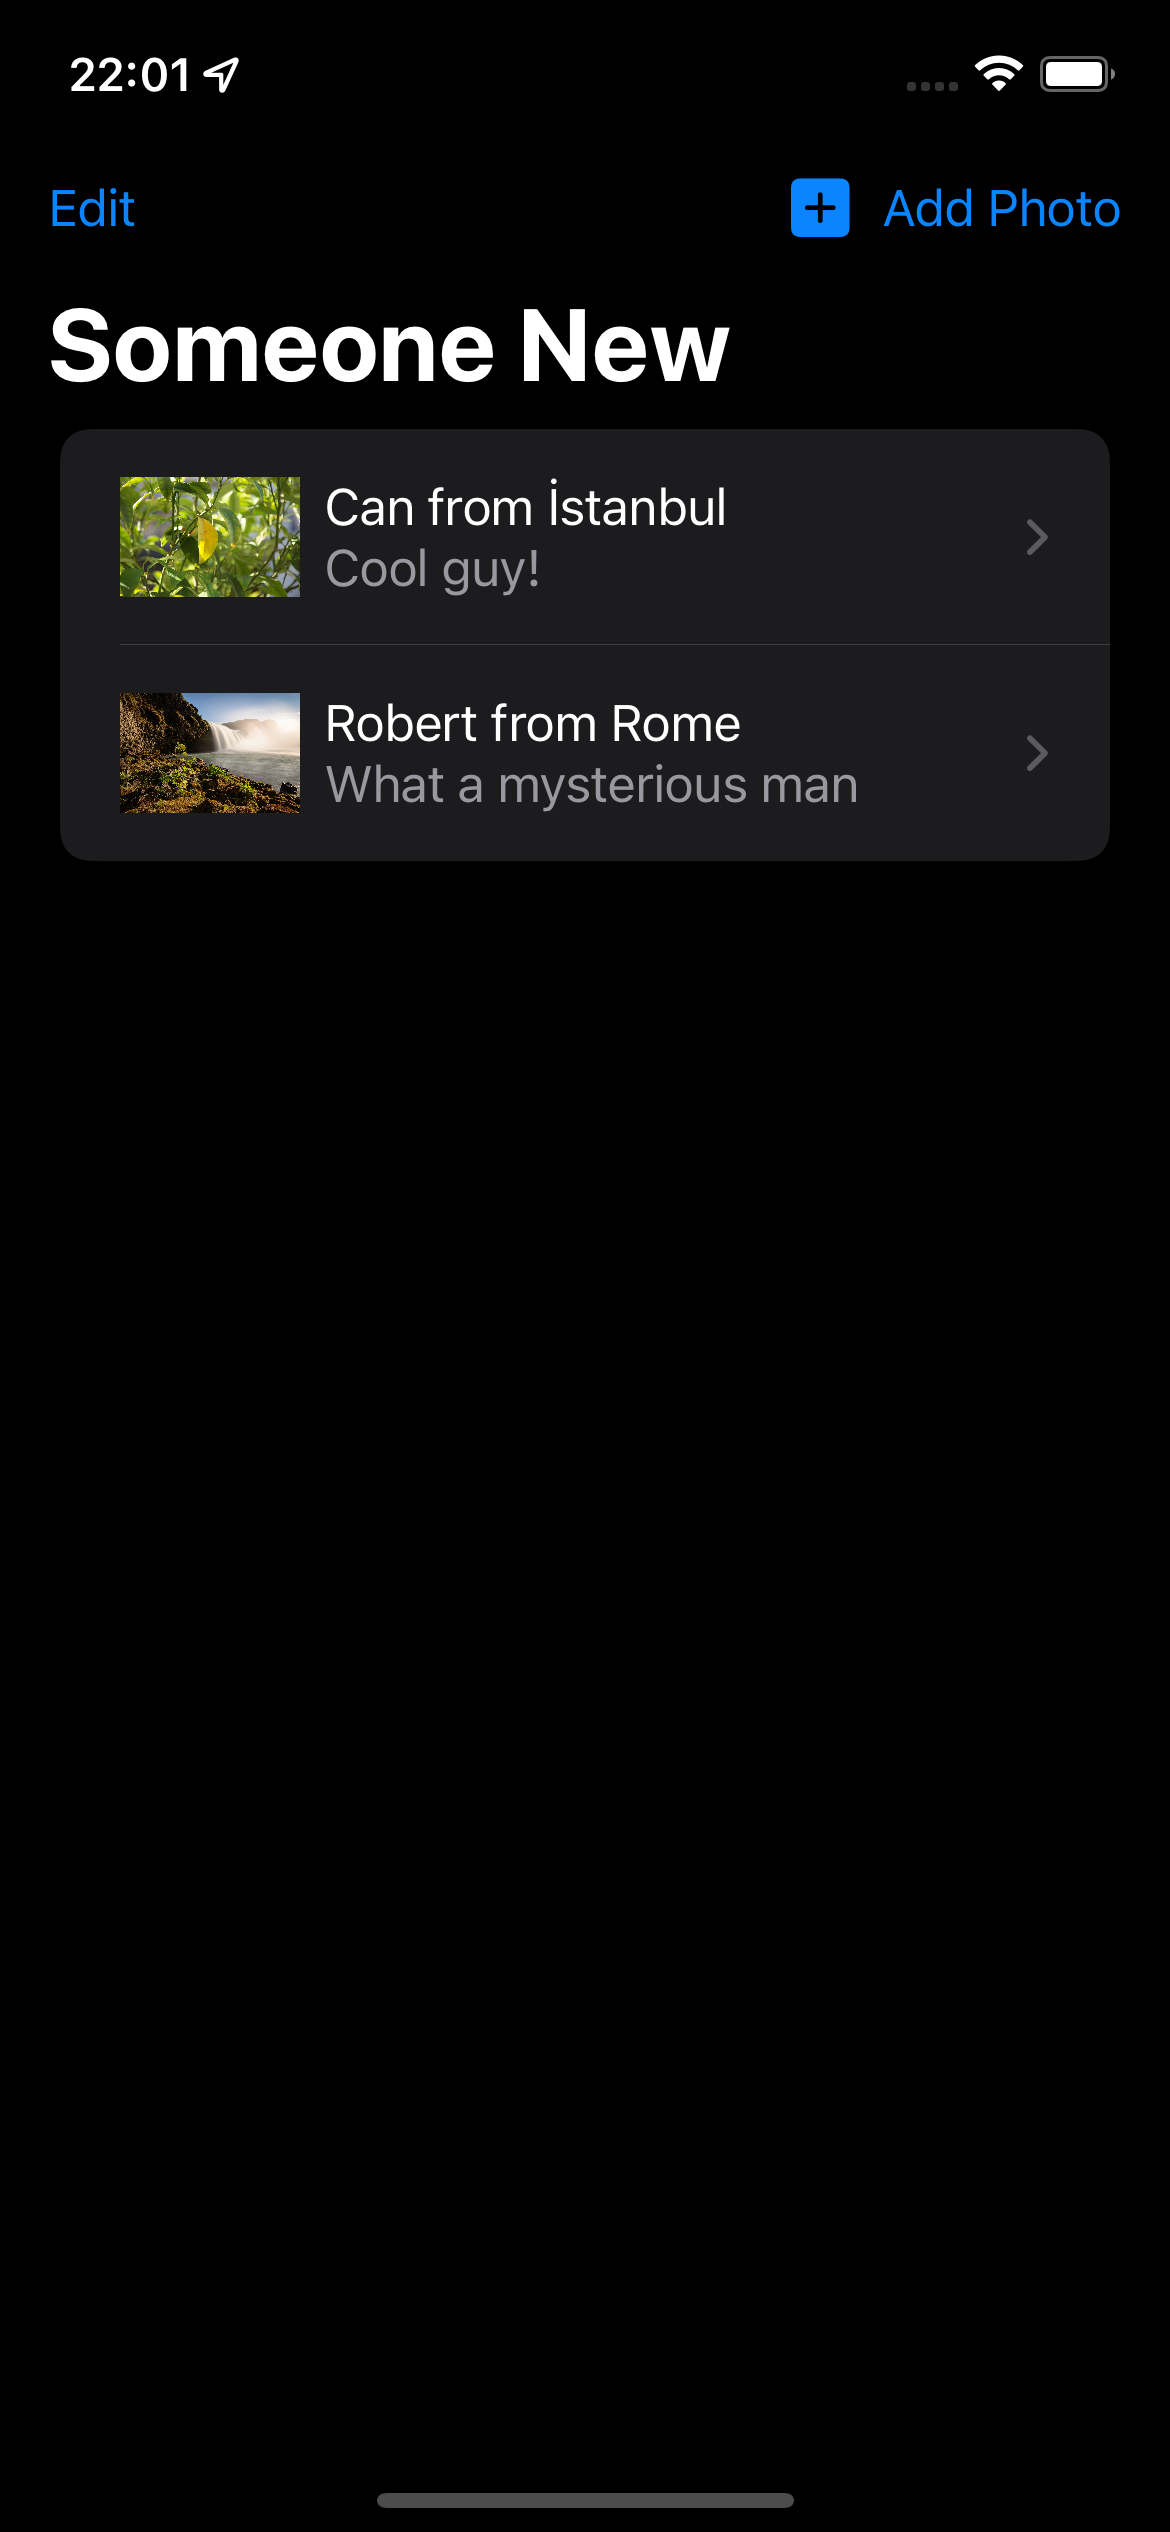 22:01
Edit
Add Photo
Someone New
Can from İstanbul
Cool guy!
Robert from Rome
What a mysterious man